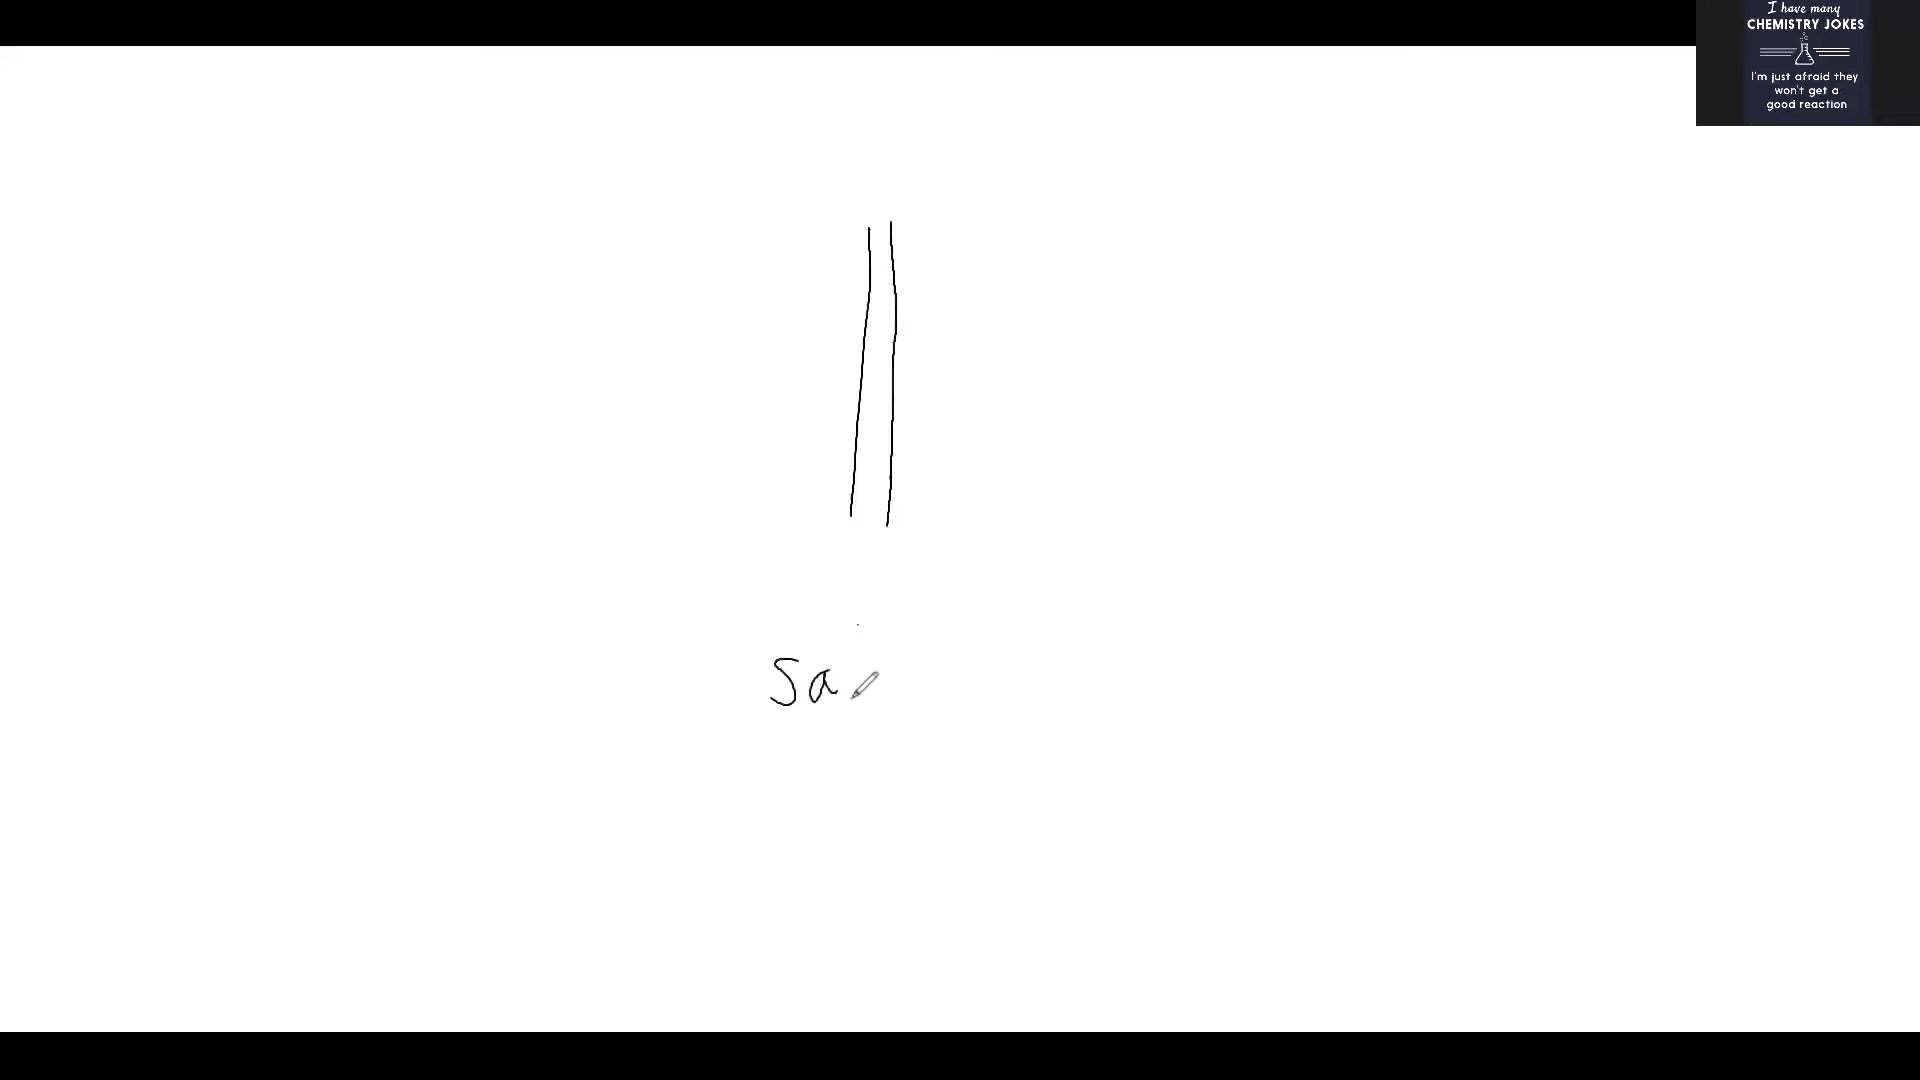 I have many
CHEMISTRY JOKES
I'm just afraid they
won't get a
good reaction
Sa